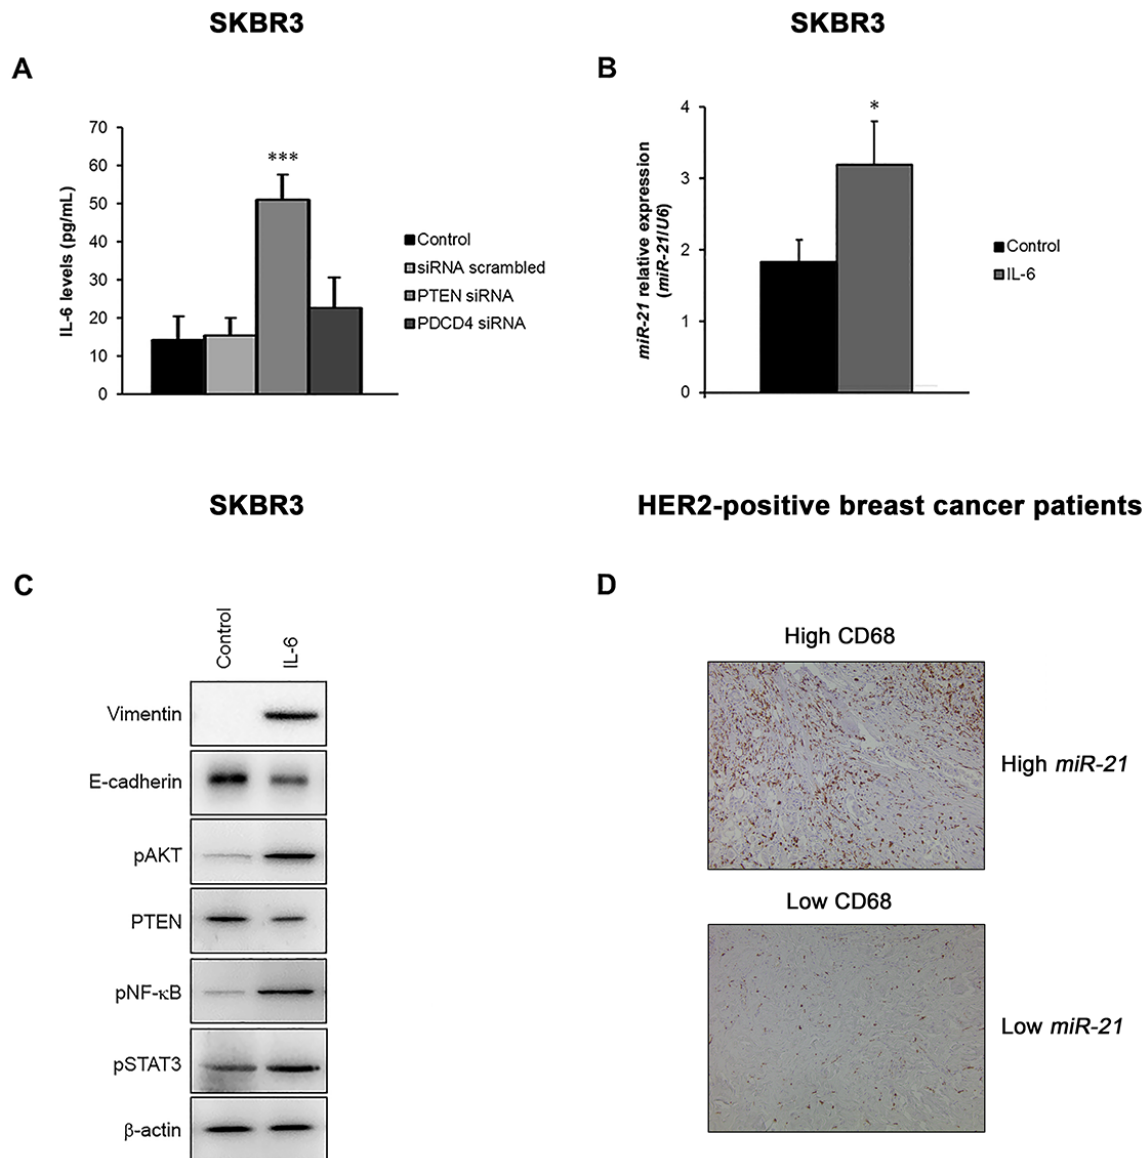 SKBR3
A
IL-6 levels (pg/mL)
70
60
50
40
30
20
10
0
***
Control
siRNA scrambled
PTEN siRNA
PDCD4 siRNA
SKBR3
B
miR-21 relative expression
(miR-21/U6)
4
3
2
1
0
*
Control
IL-6
SKBR3
C
Control
IL-6
Vimentin
E-cadherin
pAKT
PTEN
pNF-κB
pSTAT3
β-actin
HER2-positive breast cancer patients
D
High CD68
High miR-21
Low CD68
Low miR-21